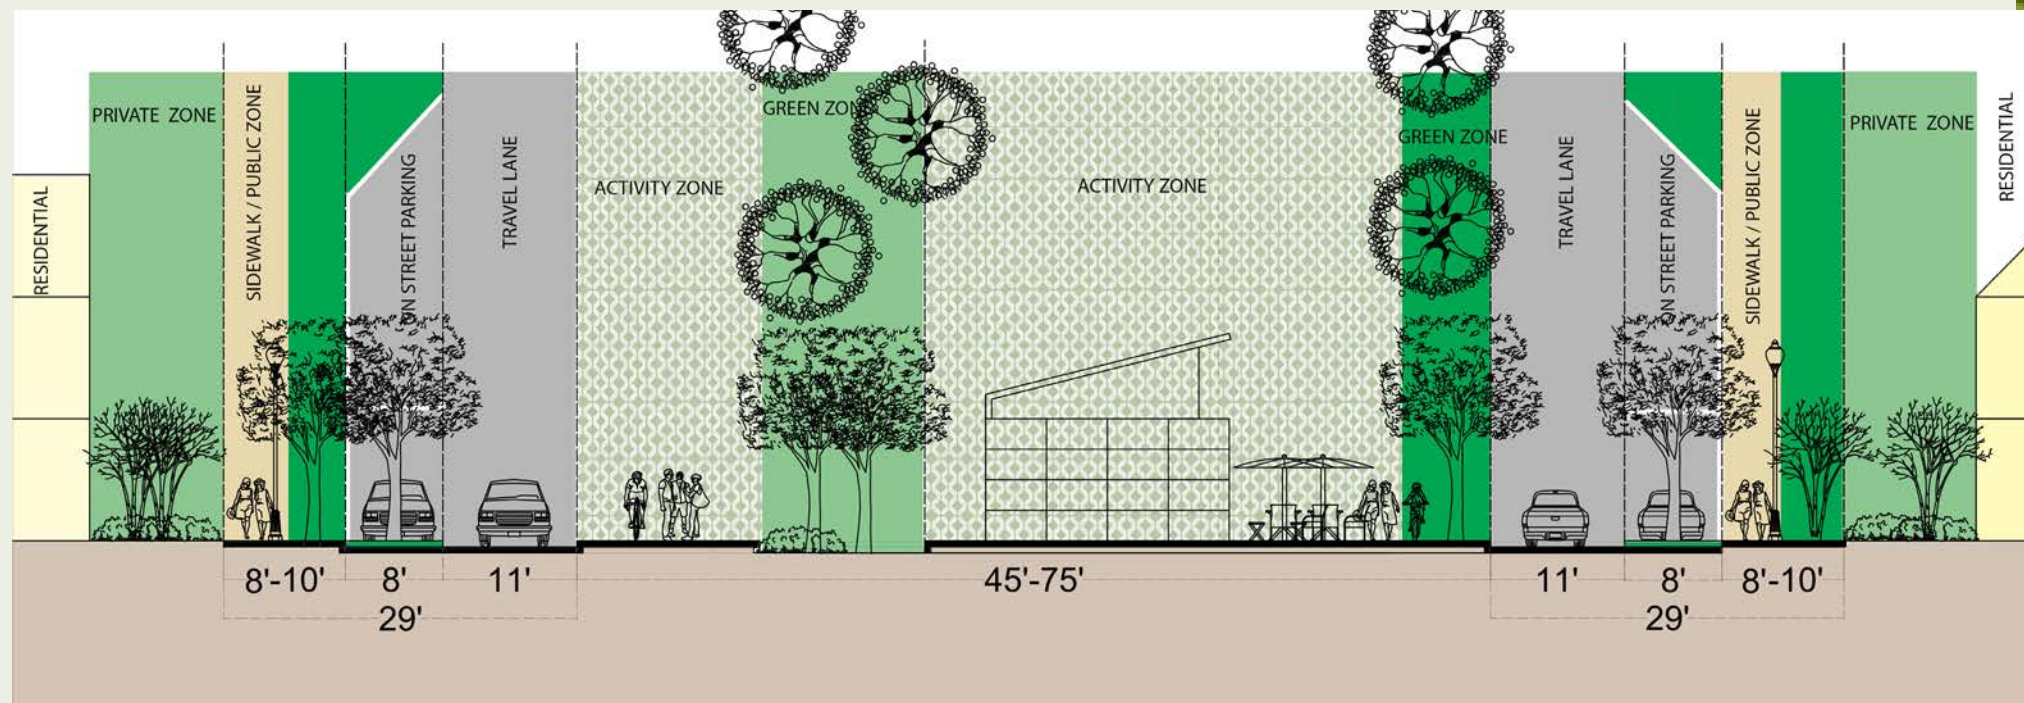 RESIDENTIAL
PRIVATE ZONE
SIDEWALK / PUBLIC ZONE
ON STREET PARKING
TRAVEL LANE
ACTIVITY ZONE
GREEN ZONE
ACTIVITY ZONE
GREEN ZONE
TRAVEL LANE
ON STREET PARKING
SIDEWALK / PUBLIC ZONE
PRIVATE ZONE
RESIDENTIAL
8'-10' 8' 11' 45'-75' 11' 8' 8'-10'
29' 29'